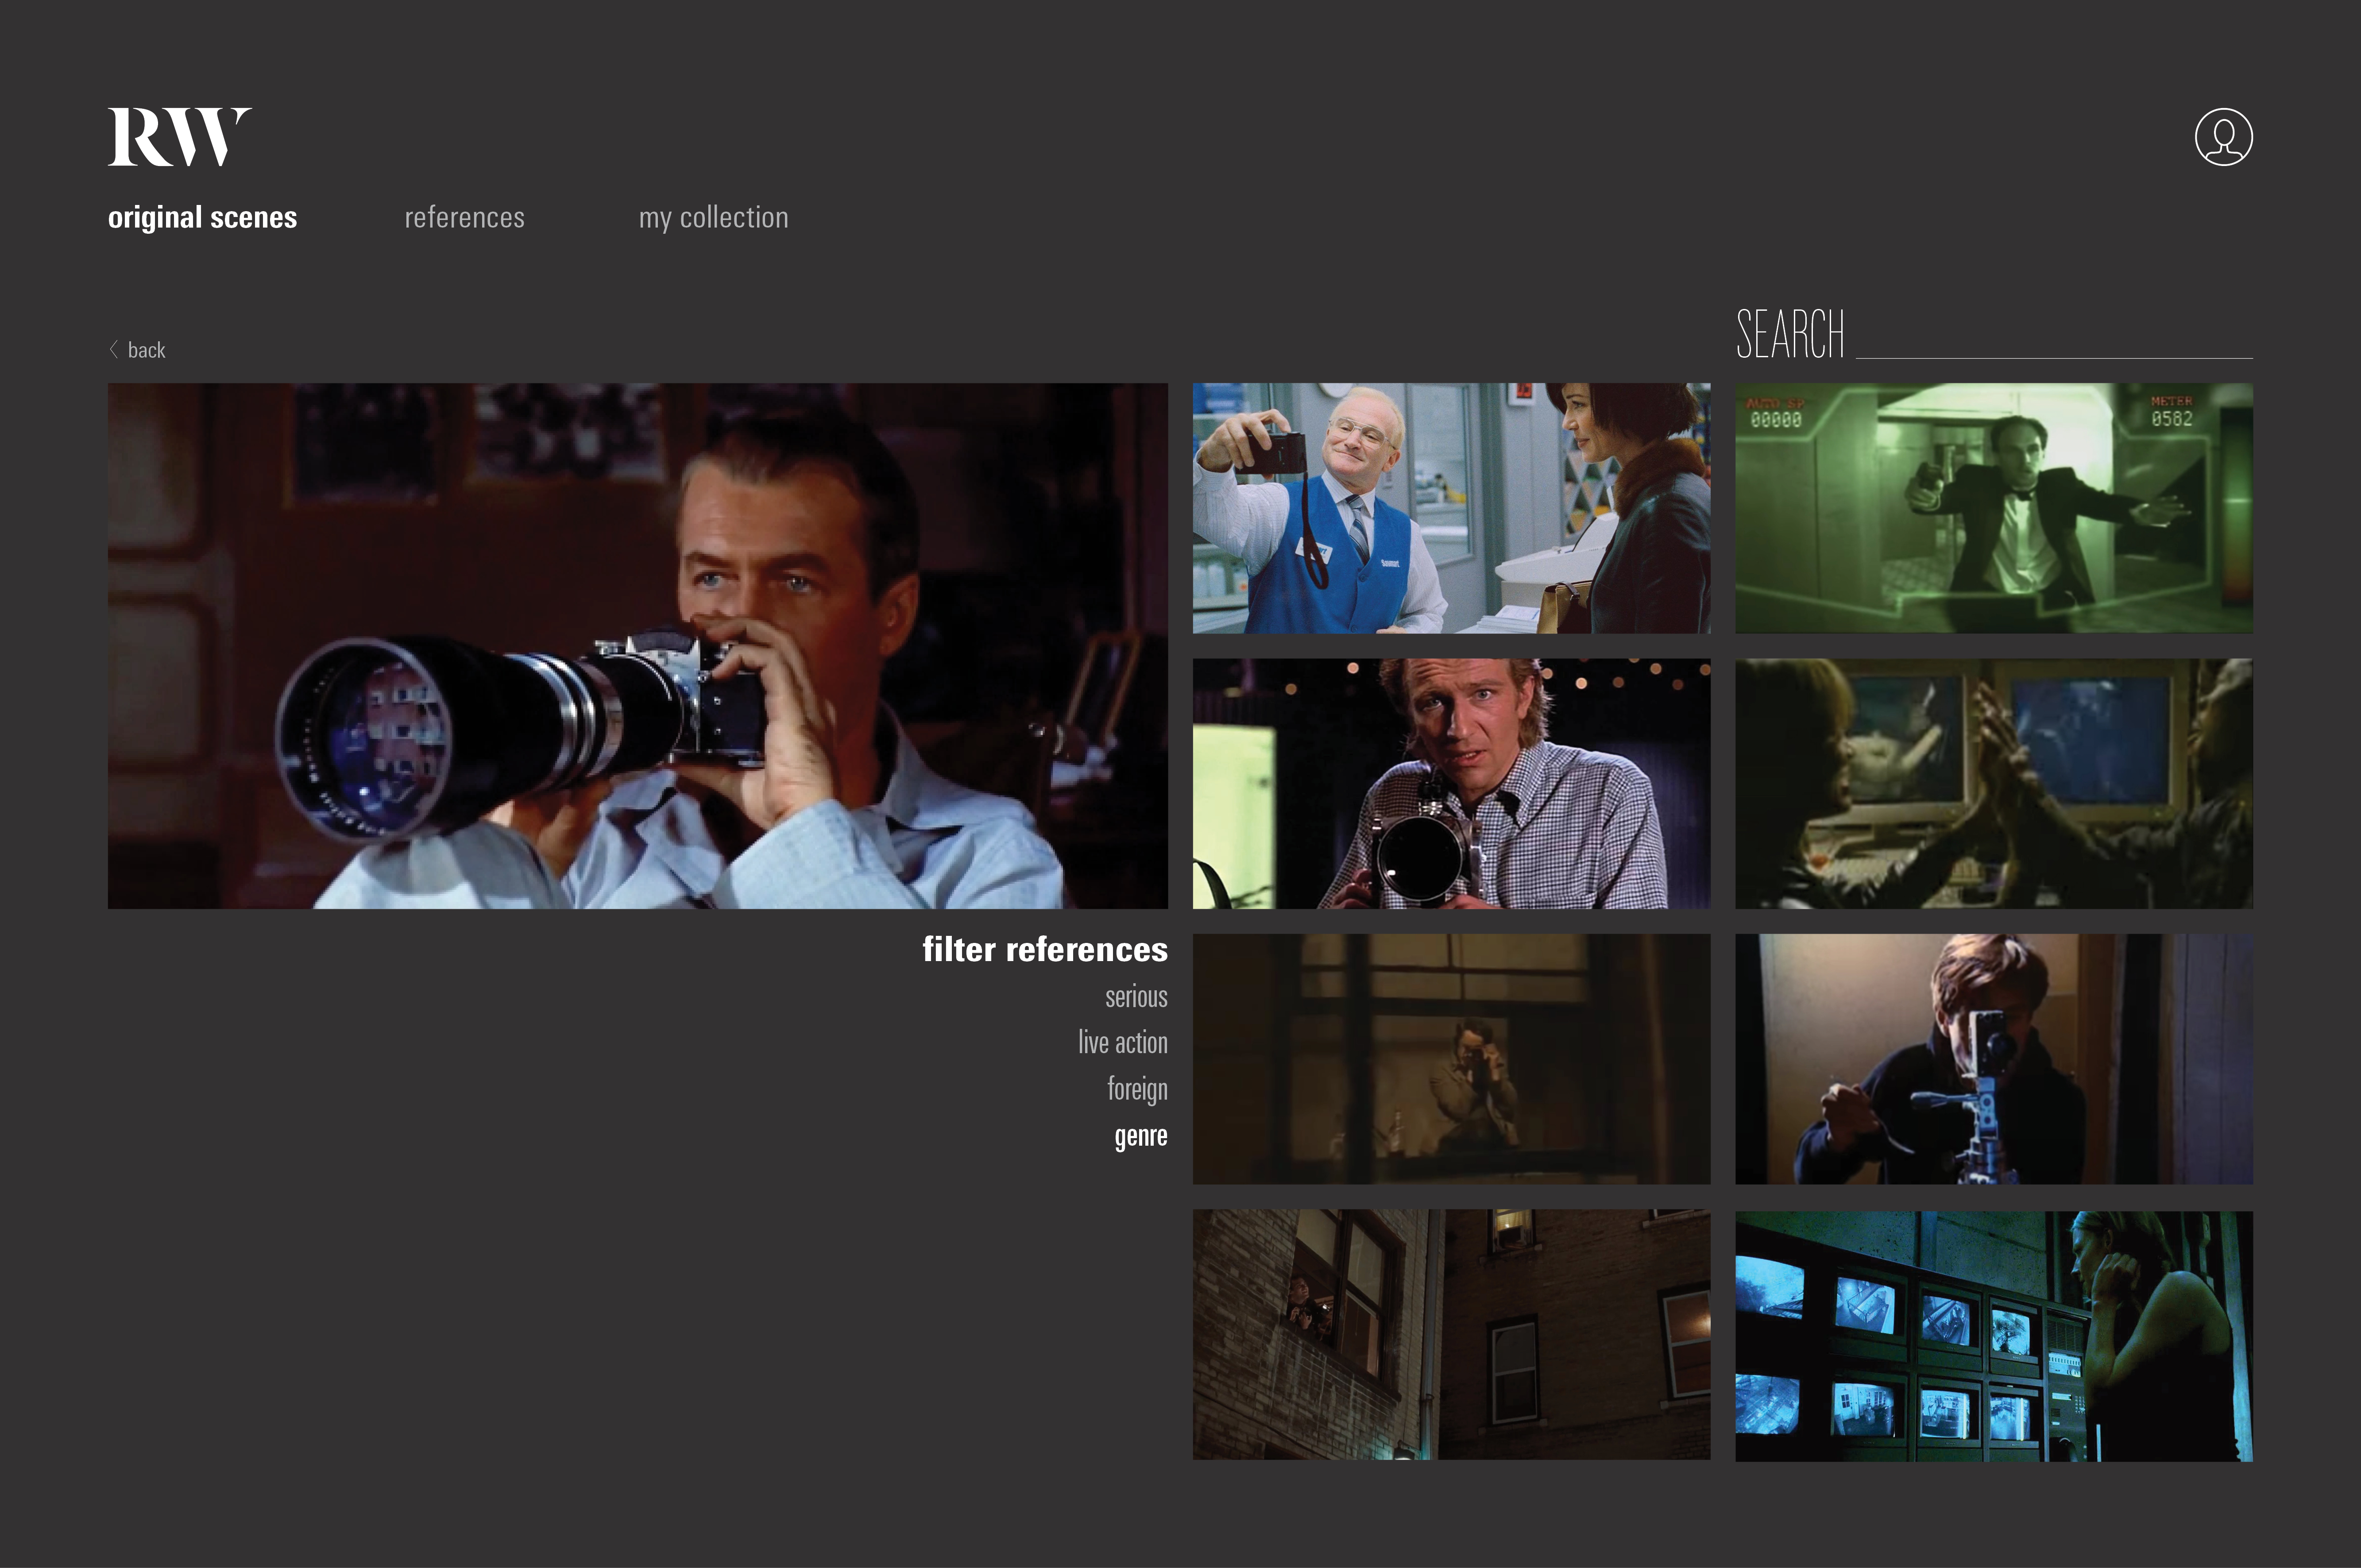 RW
original scenes
references
my collection
back
SEARCH
AUTO SP
00000
METER
0582
filter references
serious
live action
foreign
genre